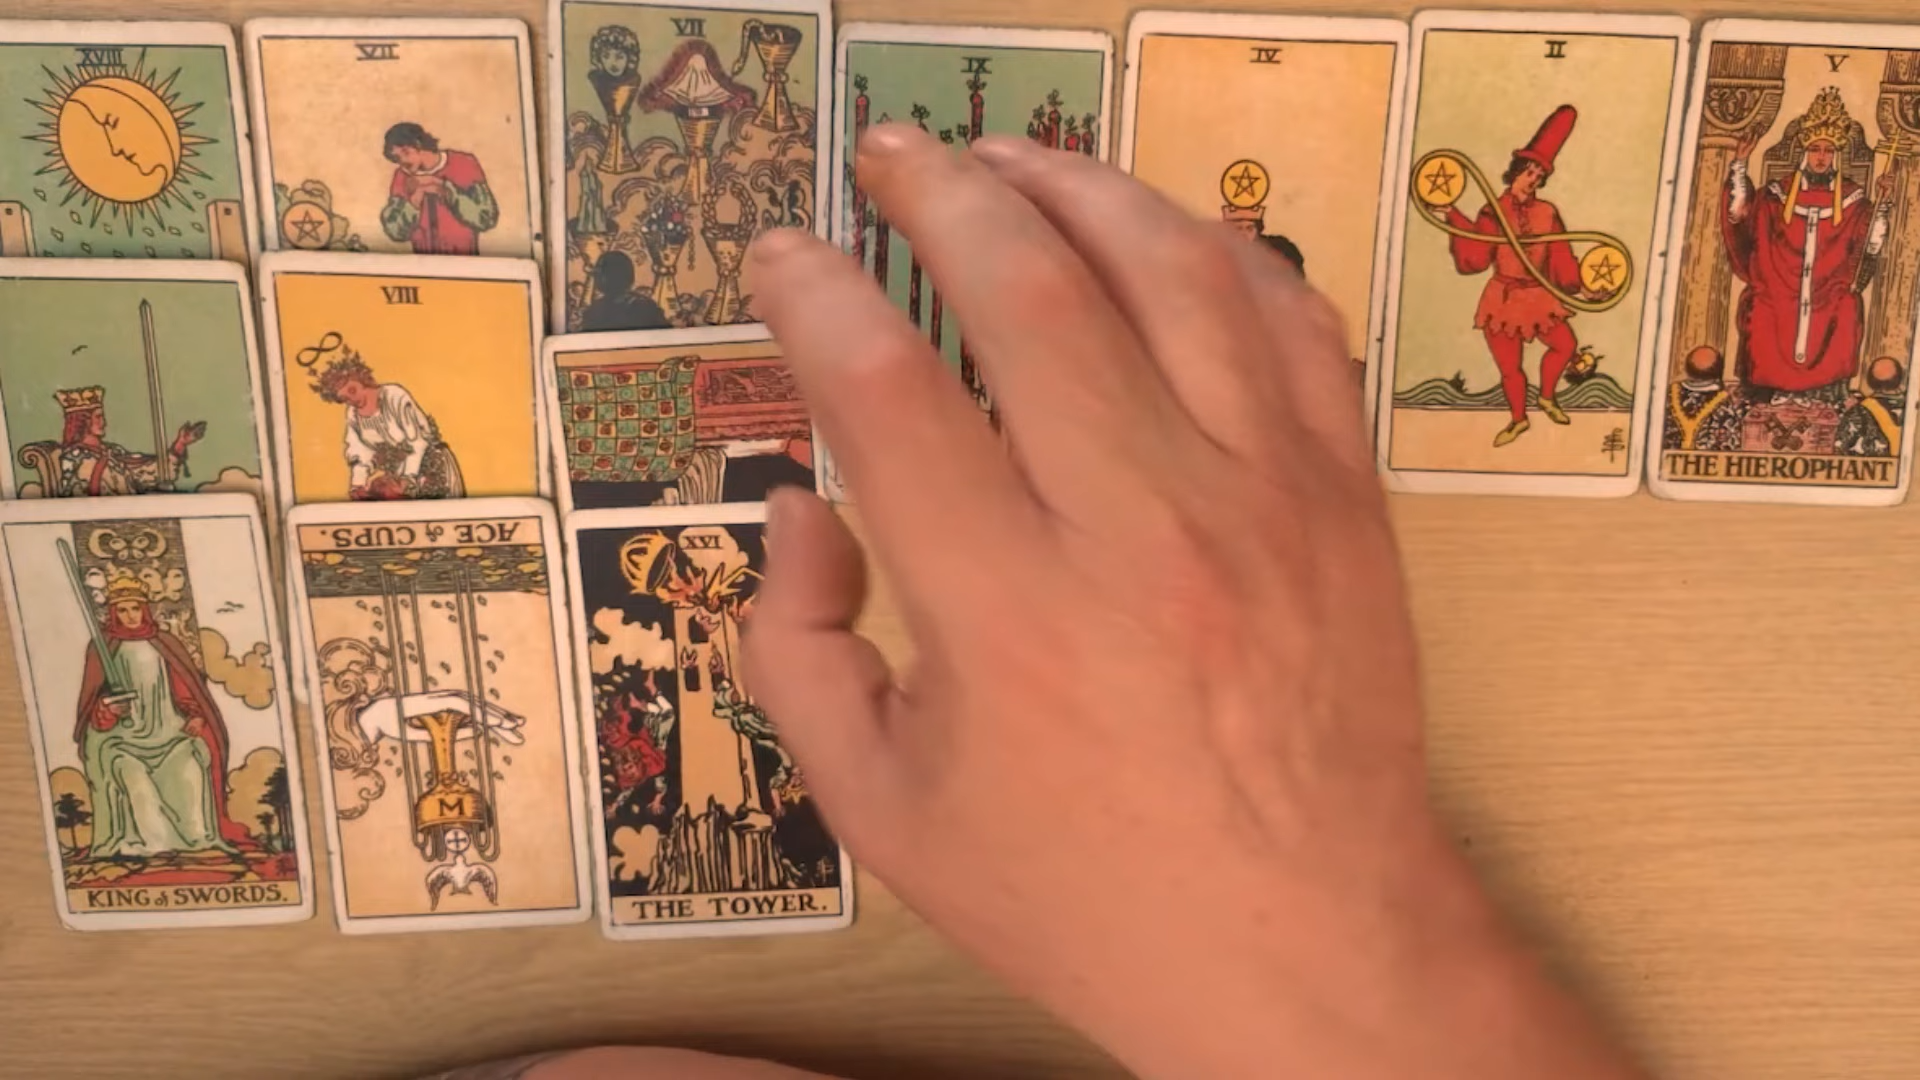 XVIII
VII
VII
IX
IV
II
V
THE HIEROPHANT
VIII
ACE of CUPS.
XVI
M
KING of SWORDS.
THE TOWER.